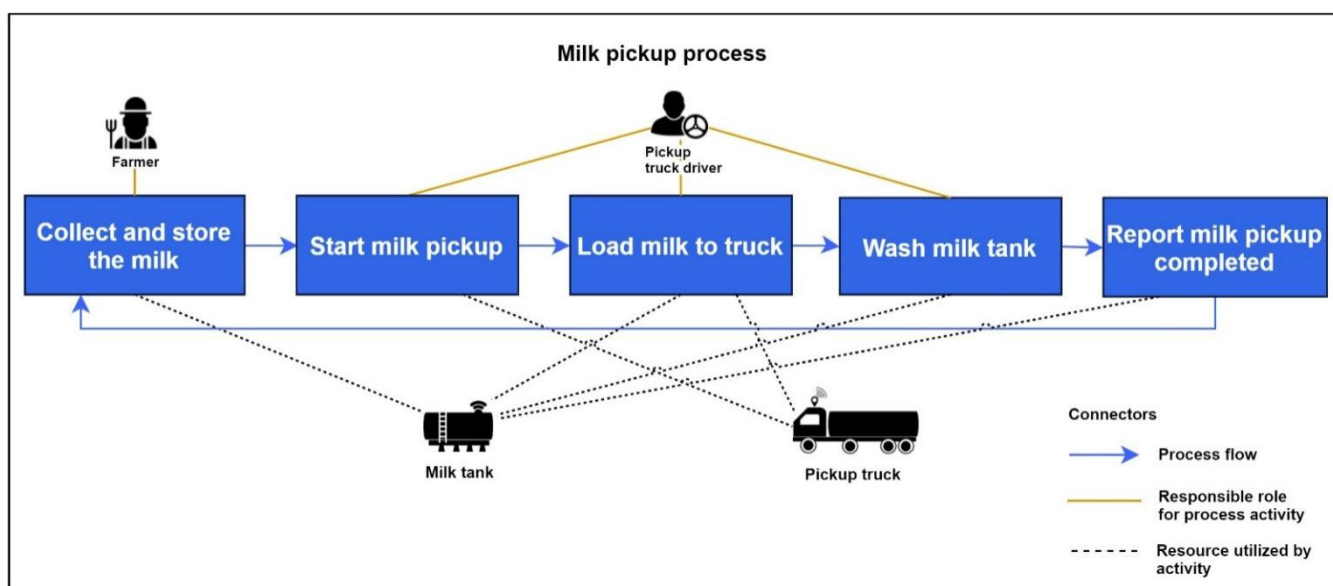 Milk pickup process
Farmer
Pickup
truck driver
Collect and store
the milk
Start milk pickup
Load milk to truck
Wash milk tank
Report milk pickup
completed
Milk tank
Pickup truck
Connectors
Process flow
Responsible role
for process activity
Resource utilized by
activity